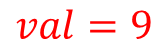 val = 9